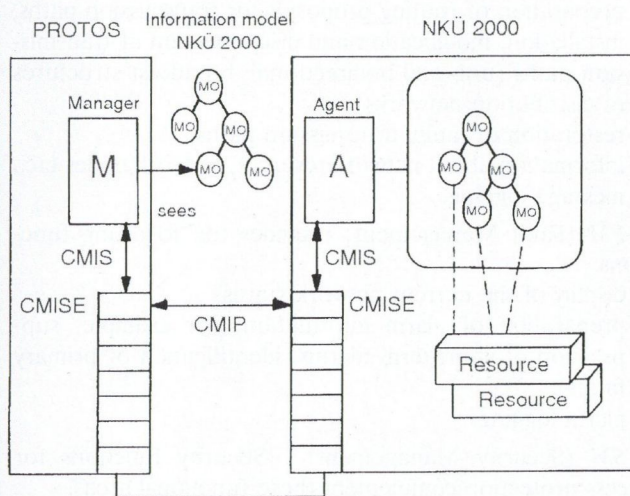 PROTOS
Information model
NKÜ 2000
NKÜ 2000
Manager
M
sees
MO
MO
MO
MO
MO
Agent
A
MO
MO
MO
MO
MO
CMIS
CMIS
CMISE
CMIP
CMISE
Resource
Resource